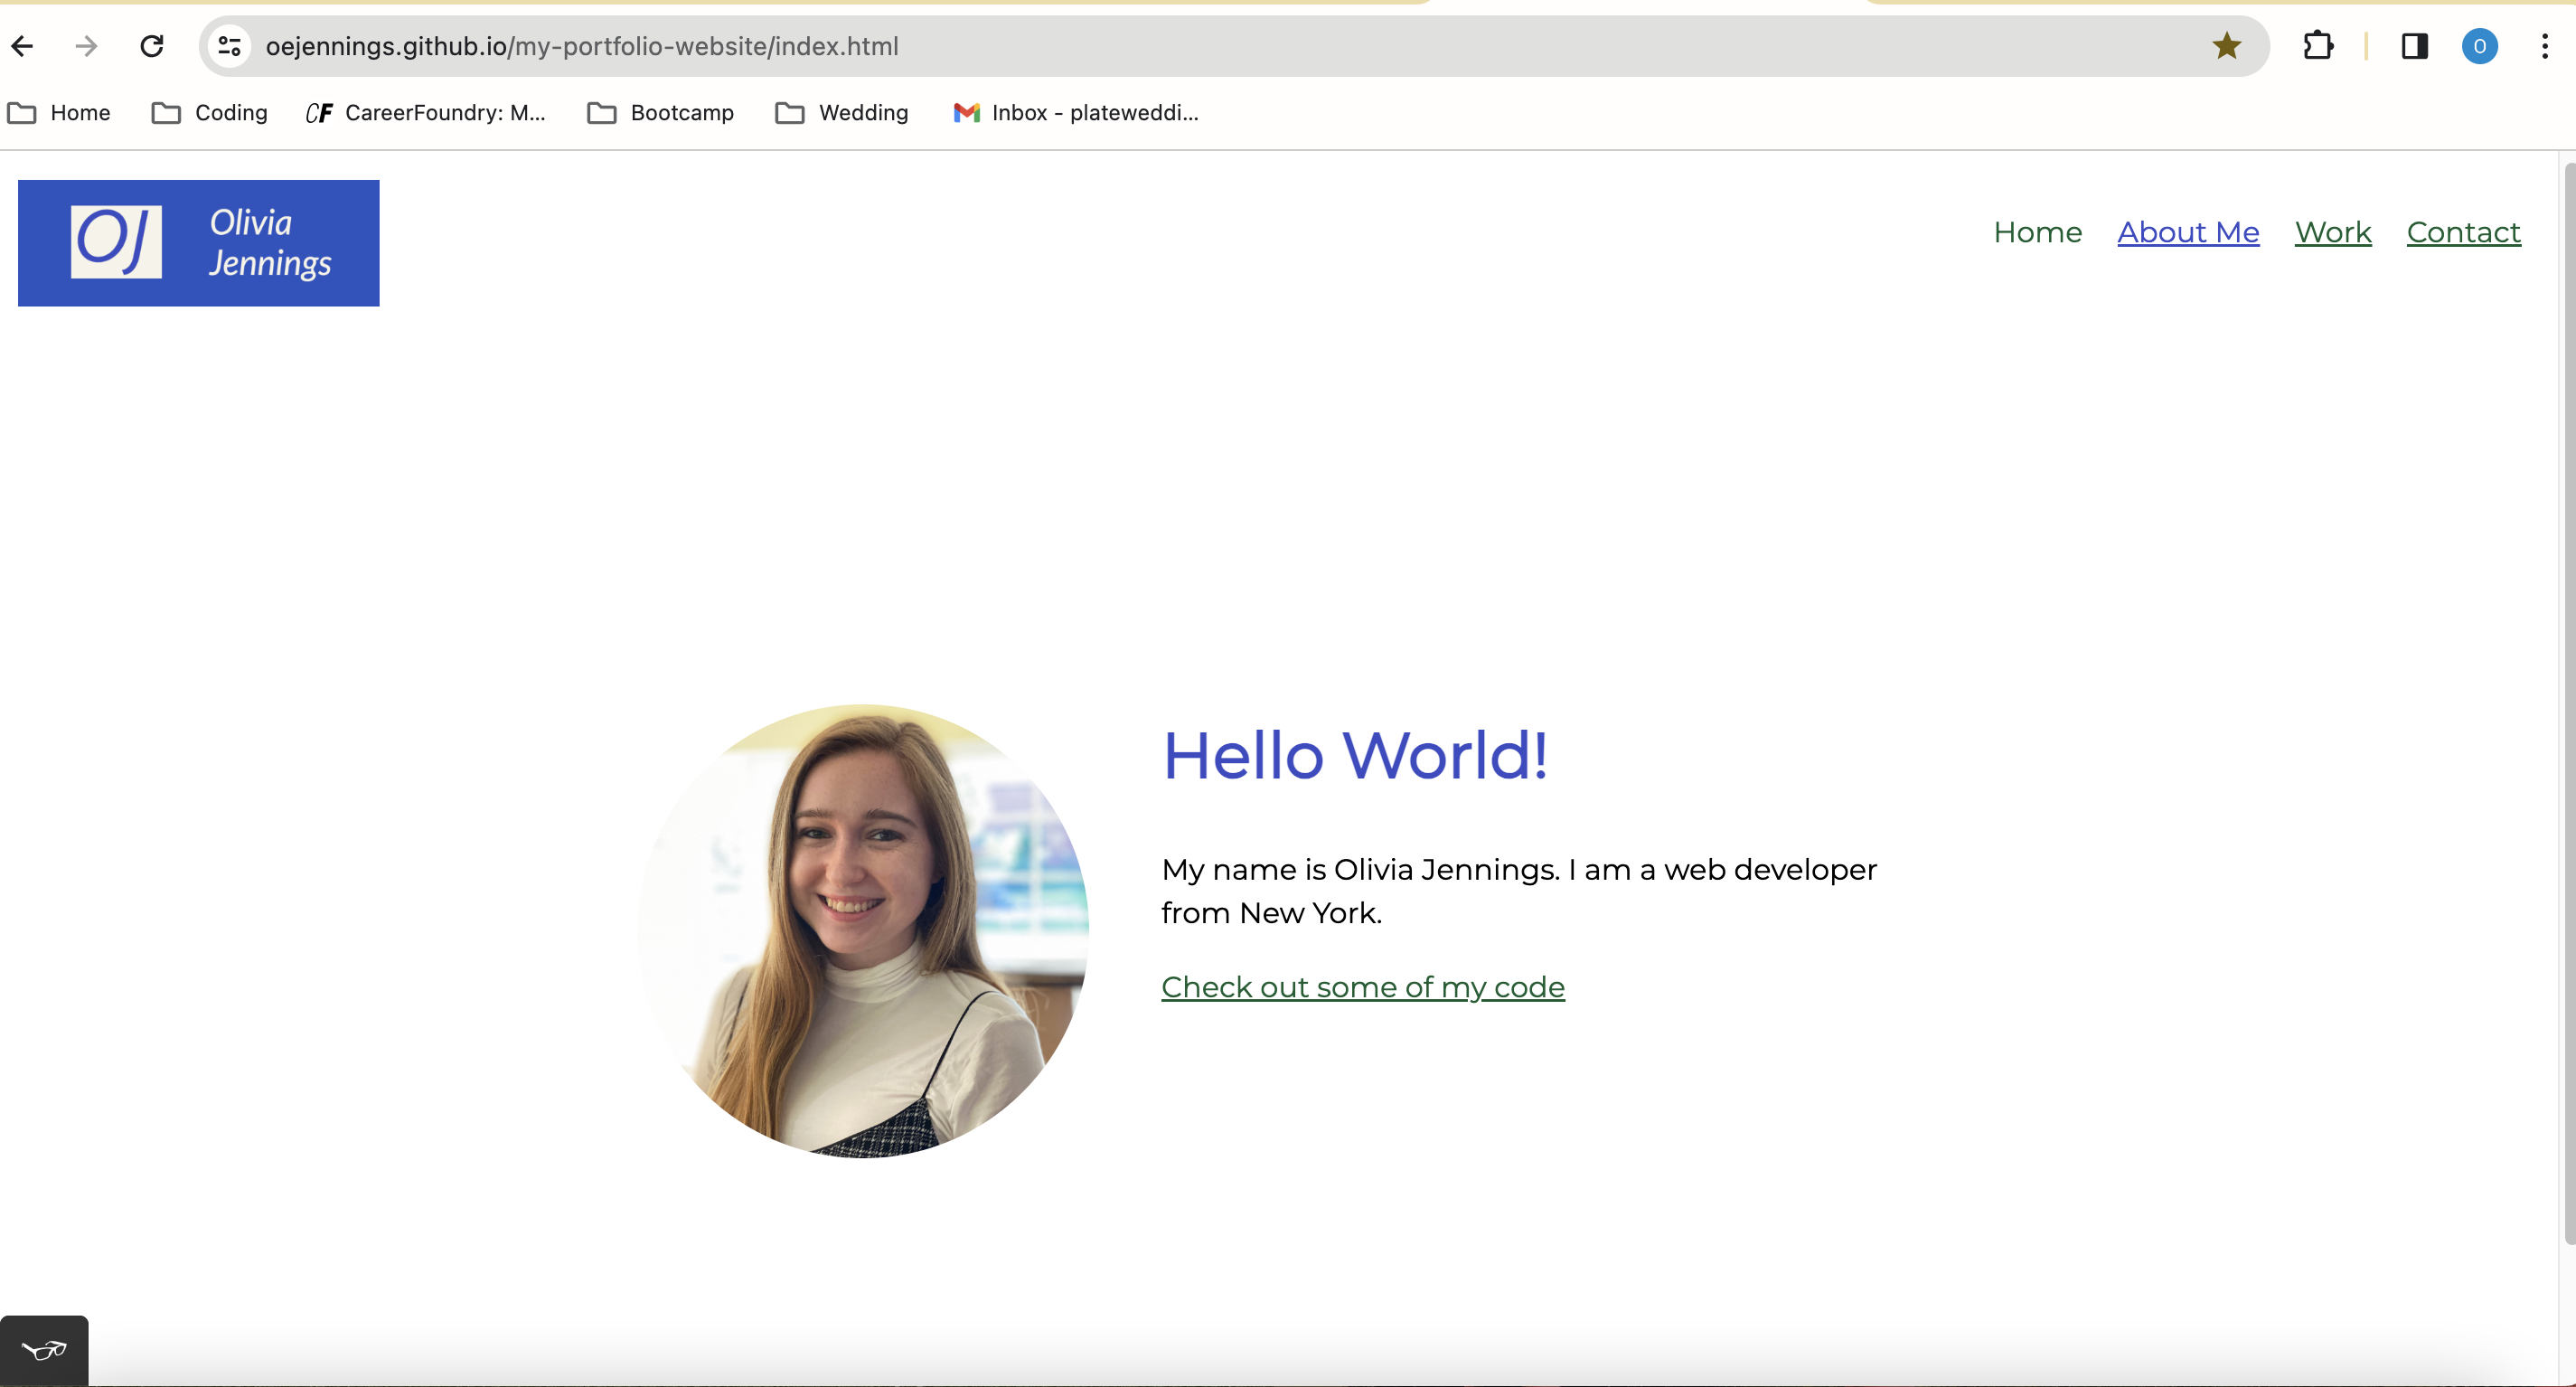 oejennings.github.io/my-portfolio-website/index.html
O
Home
Coding
CF CareerFoundry: M...
Bootcamp
Wedding
Inbox - plateweddi...
OJ
Olivia
Jennings
Home
About Me
Work
Contact
Hello World!
My name is Olivia Jennings. I am a web developer
from New York.
Check out some of my code